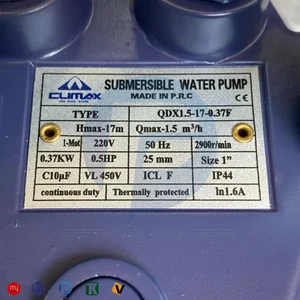 CLIMAX
SUBMERSIBLE WATER PUMP
MADE IN P.R.C
CE
TYPE QDX1.5-17-0.37F
Hmax-17m Qmax-1.5 m³/h
1-Mot 220V 50 Hz 2900r/min
0.37KW 0.5HP 25 mm Size 1"
C10µF VL 450V ICL F IP44
continuous duty Thermally protected ln1.6A